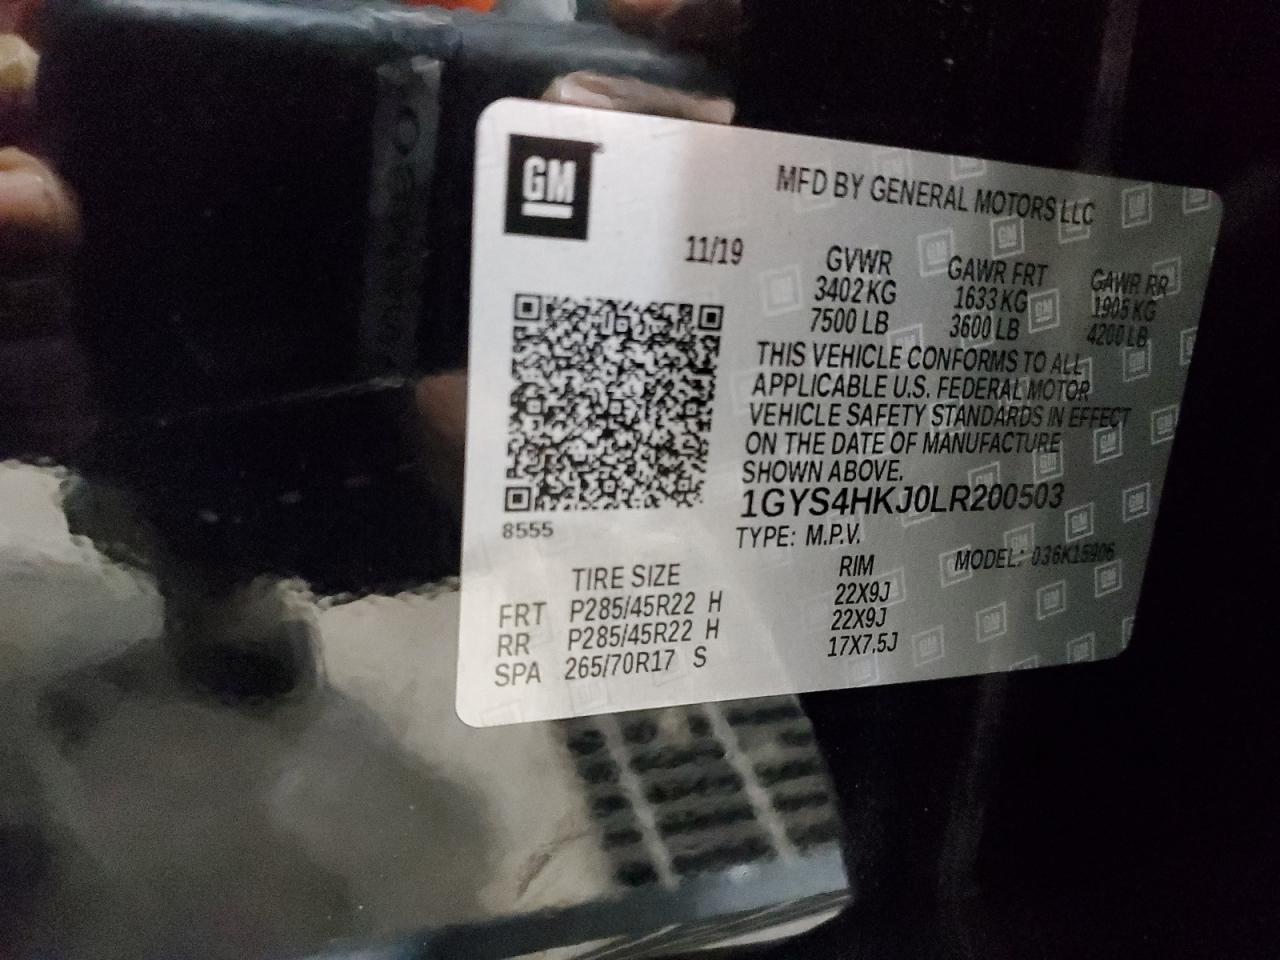 GM
MFD BY GENERAL MOTORS LLC
11/19
GVWR GAWR FRT GAWR RR
3402 KG 1633 KG 1905 KG
7500 LB 3600 LB 4200 LB
THIS VEHICLE CONFORMS TO ALL
APPLICABLE U.S. FEDERAL MOTOR
VEHICLE SAFETY STANDARDS IN EFFECT
ON THE DATE OF MANUFACTURE
SHOWN ABOVE.
1GYS4HKJ0LR200503
8555
TYPE: M.P.V. MODEL: 036K15906
TIRE SIZE RIM
FRT P285/45R22 H 22X9J
RR P285/45R22 H 22X9J
SPA 265/70R17 S 17X7.5J